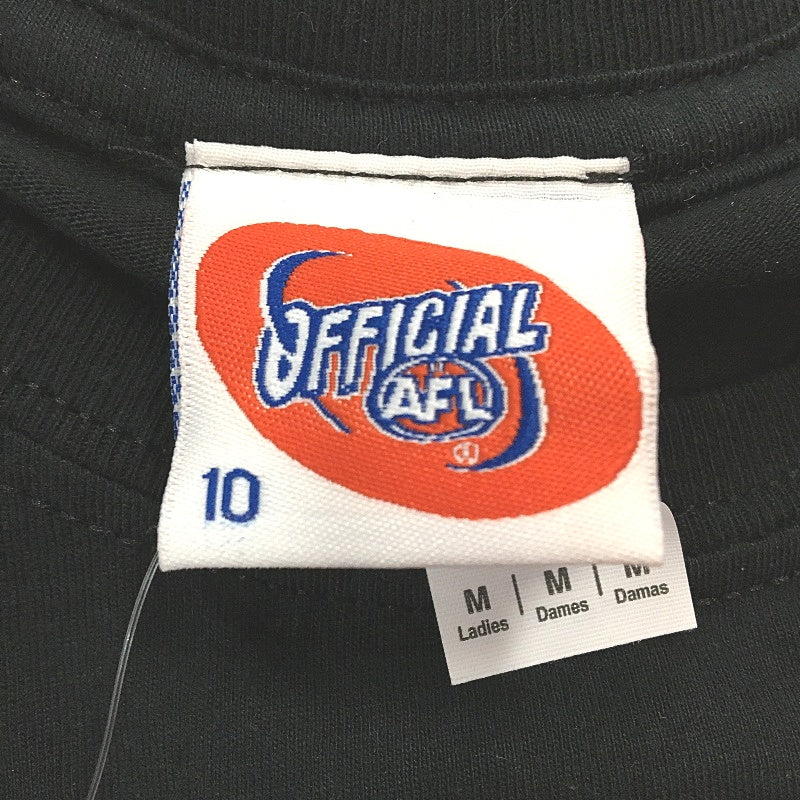 OFFICIAL
AFL
®
10
M | M | M
Ladies Dames Damas